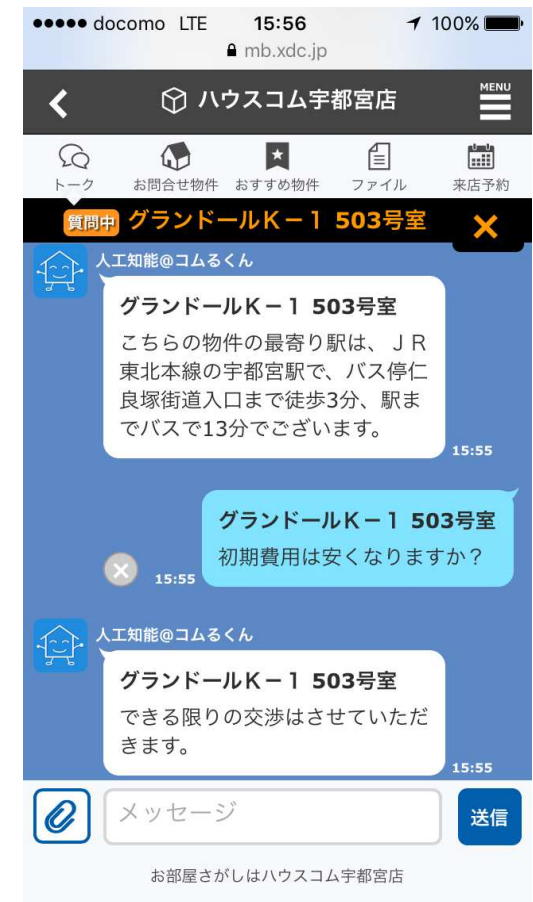 docomo LTE 15:56 100%
mb.xdc.jp
ハウスコム宇都宮店
MENU
トーク お問合せ物件 おすすめ物件 ファイル 来店予約
質問中 グランドールK－1 503号室
人工知能@コムるくん
グランドールK－1 503号室
こちらの物件の最寄り駅は、ＪＲ
東北本線の宇都宮駅で、バス停仁
良塚街道入口まで徒歩3分、駅ま
でバスで13分でございます。
15:55
グランドールK－1 503号室
初期費用は安くなりますか？
15:55
人工知能@コムるくん
グランドールK－1 503号室
できる限りの交渉はさせていただ
きます。
15:55
メッセージ
送信
お部屋さがしはハウスコム宇都宮店